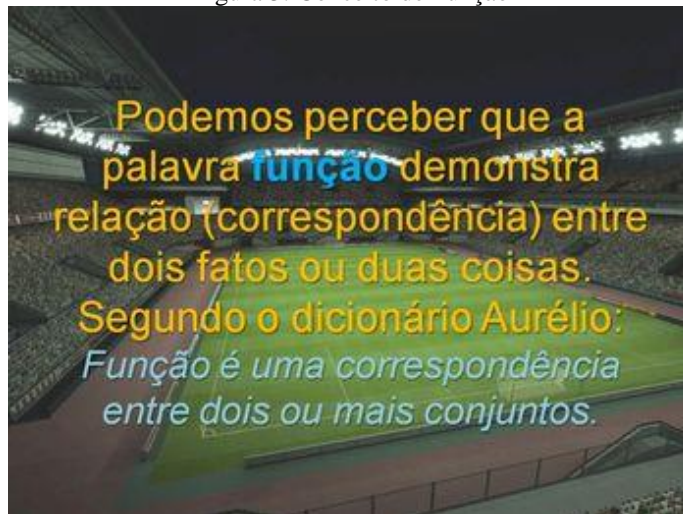 Podemos perceber que a
palavra função demonstra
relação (correspondência) entre
dois fatos ou duas coisas.
Segundo o dicionário Aurélio:
Função é uma correspondência
entre dois ou mais conjuntos.